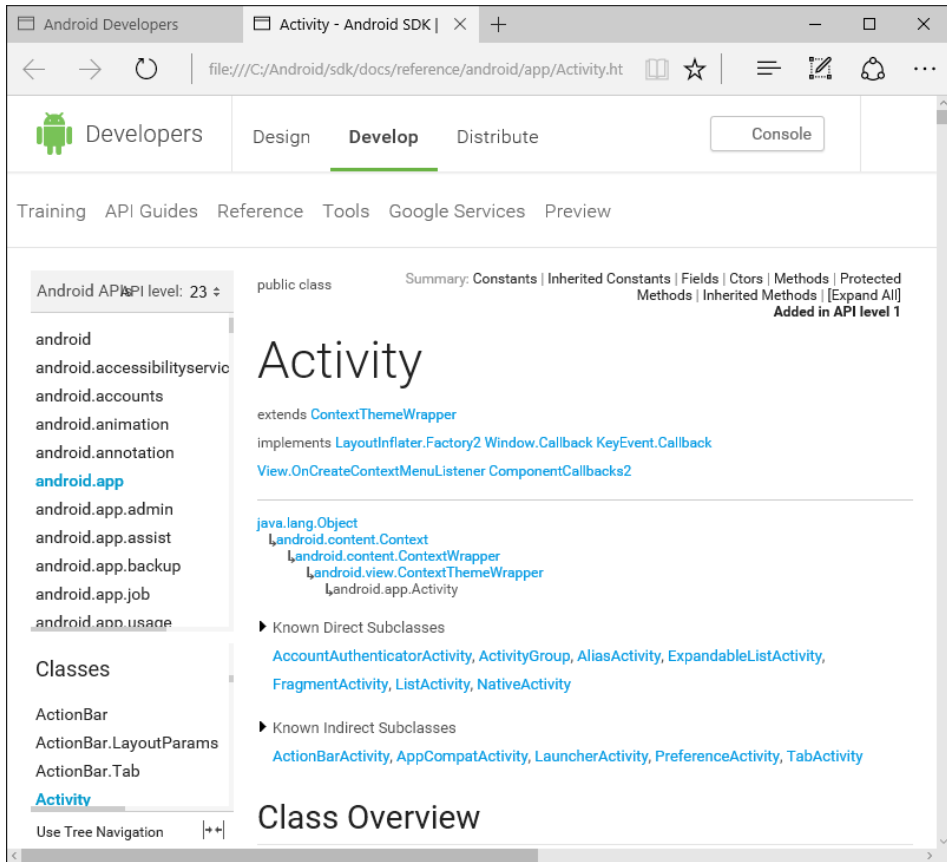 Android Developers
Activity - Android SDK |
file:///C:/Android/sdk/docs/reference/android/app/Activity.ht
Developers
Design
Develop
Distribute
Console
Training API Guides Reference Tools Google Services Preview
Android APIs API level: 23
android
android.accessibilityservic
android.accounts
android.animation
android.annotation
android.app
android.app.admin
android.app.assist
android.app.backup
android.app.job
android.app.usage
Classes
ActionBar
ActionBar.LayoutParams
ActionBar.Tab
Activity
Use Tree Navigation
public class
Summary: Constants | Inherited Constants | Fields | Ctors | Methods | Protected
Methods | Inherited Methods | [Expand All]
Added in API level 1
Activity
extends ContextThemeWrapper
implements LayoutInflater.Factory2 Window.Callback KeyEvent.Callback
View.OnCreateContextMenuListener ComponentCallbacks2
java.lang.Object
android.content.Context
android.content.ContextWrapper
android.view.ContextThemeWrapper
android.app.Activity
Known Direct Subclasses
AccountAuthenticatorActivity, ActivityGroup, AliasActivity, ExpandableListActivity,
FragmentActivity, ListActivity, NativeActivity
Known Indirect Subclasses
ActionBarActivity, AppCompatActivity, LauncherActivity, PreferenceActivity, TabActivity
Class Overview